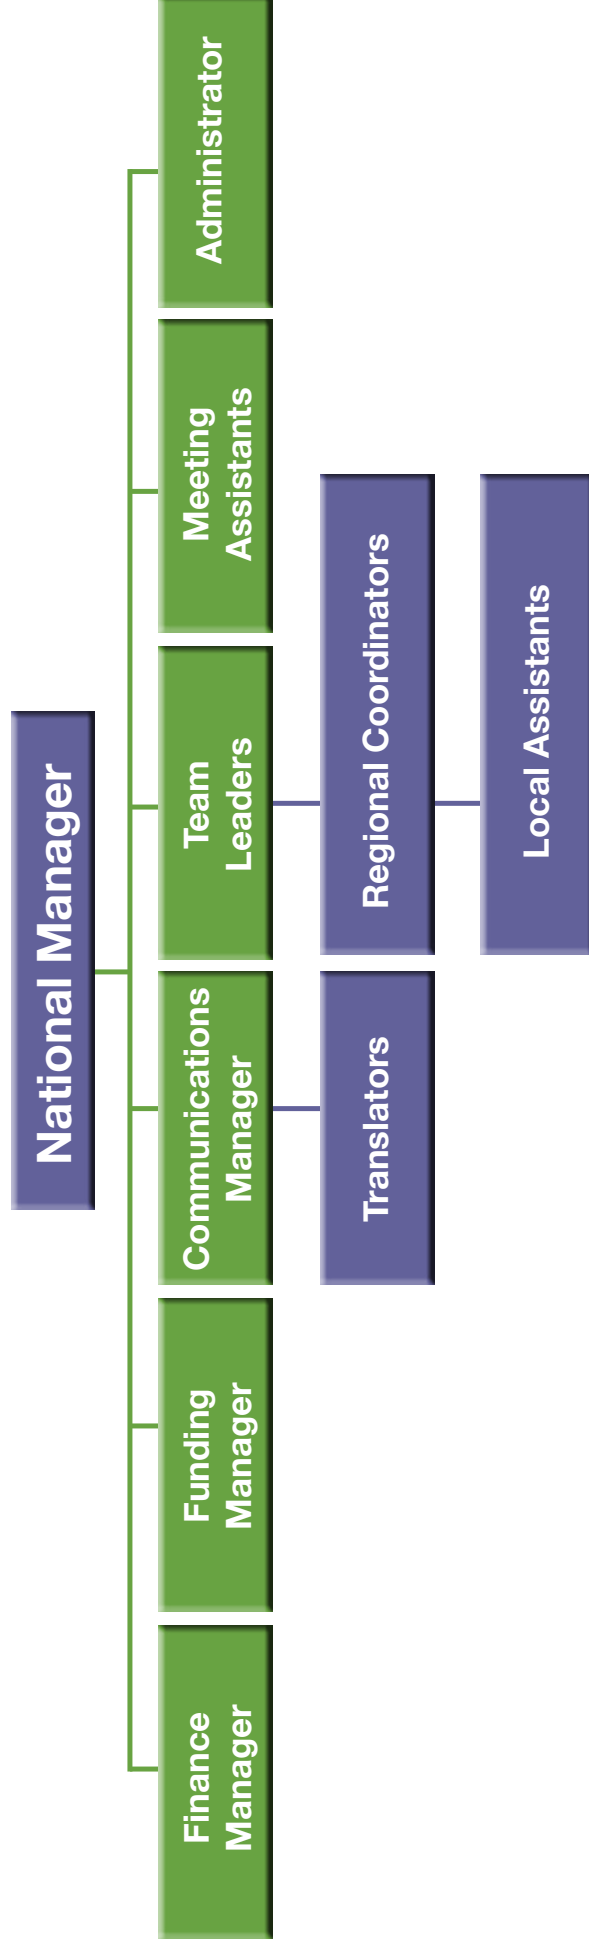 National Manager
Finance
Manager
Funding
Manager
Communications
Manager
Team
Leaders
Meeting
Assistants
Administrator
Translators
Regional Coordinators
Local Assistants